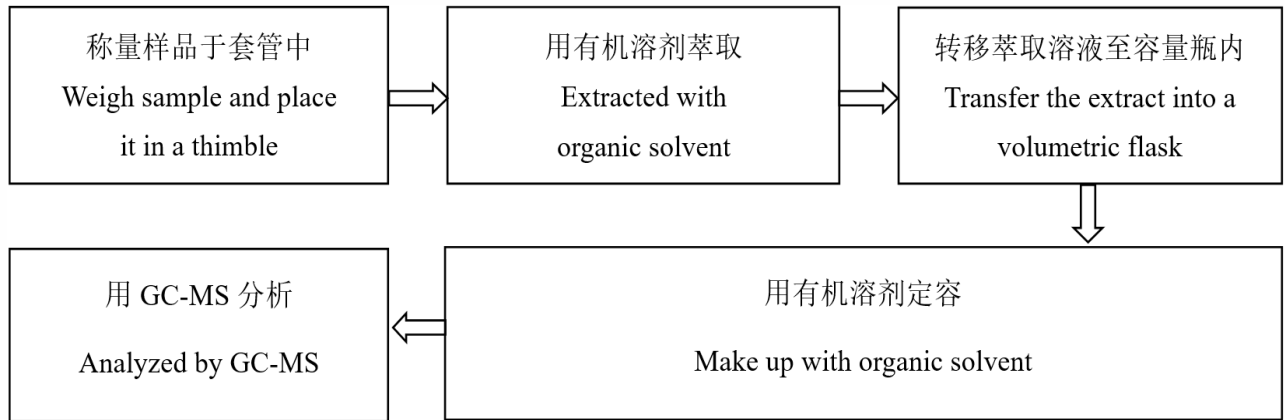 称量样品于套管中
Weigh sample and place
it in a thimble
用有机溶剂萃取
Extracted with
organic solvent
转移萃取溶液至容量瓶内
Transfer the extract into a
volumetric flask
用有机溶剂定容
Make up with organic solvent
用 GC-MS 分析
Analyzed by GC-MS